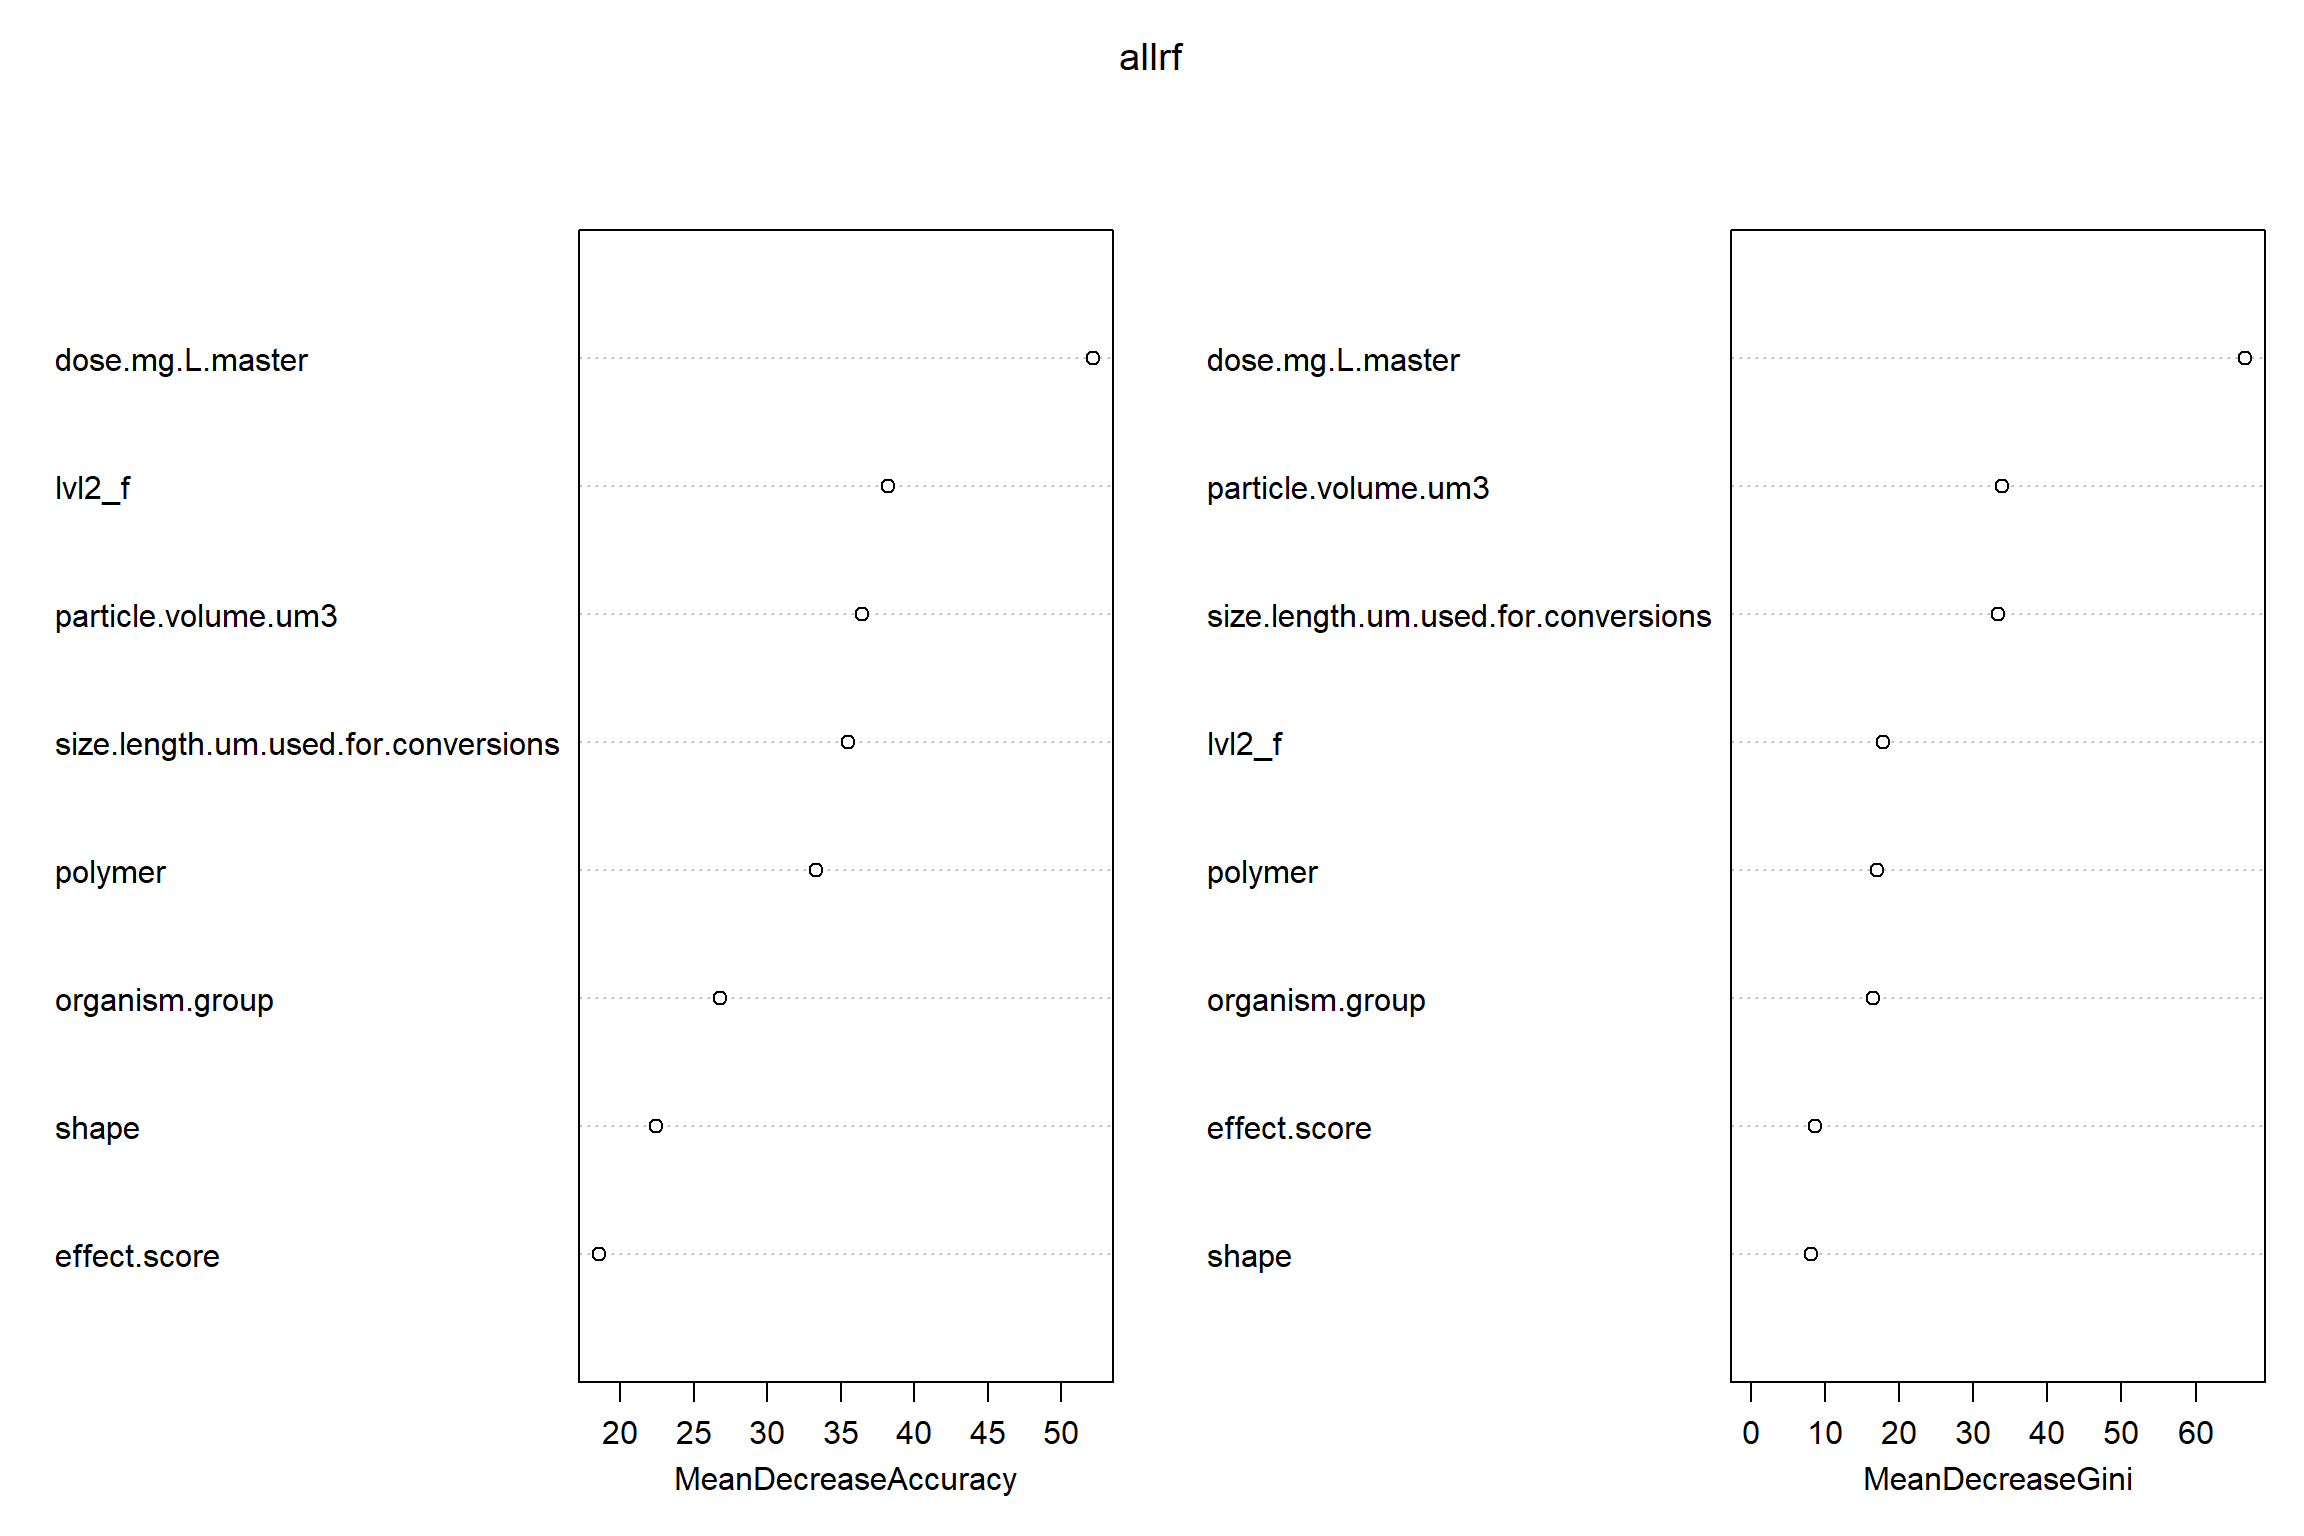 allrf
dose.mg.L.master
lvl2_f
particle.volume.um3
size.length.um.used.for.conversions
polymer
organism.group
shape
effect.score
20 25 30 35 40 45 50
MeanDecreaseAccuracy
dose.mg.L.master
particle.volume.um3
size.length.um.used.for.conversions
lvl2_f
polymer
organism.group
effect.score
shape
0 10 20 30 40 50 60
MeanDecreaseGini